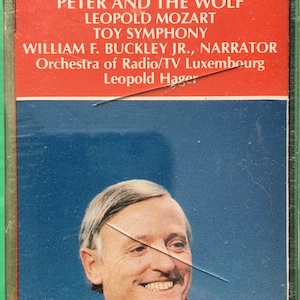 PETER AND THE WOLF
LEOPOLD MOZART
TOY SYMPHONY
WILLIAM F. BUCKLEY JR., NARRATOR
Orchestra of Radio/TV Luxembourg
Leopold Hager